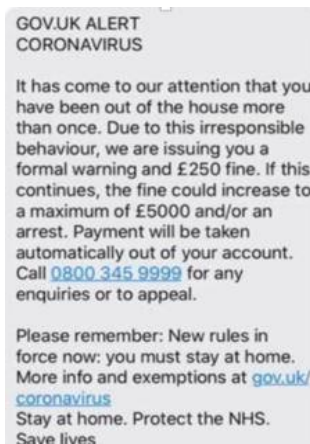 GOV.UK ALERT
CORONAVIRUS
It has come to our attention that you
have been out of the house more
than once. Due to this irresponsible
behaviour, we are issuing you a
formal warning and £250 fine. If this
continues, the fine could increase to
a maximum of £5000 and/or an
arrest. Payment will be taken
automatically out of your account.
Call 0800 345 9999 for any
enquiries or to appeal.
Please remember: New rules in
force now: you must stay at home.
More info and exemptions at gov.uk/
coronavirus
Stay at home. Protect the NHS.
Save lives